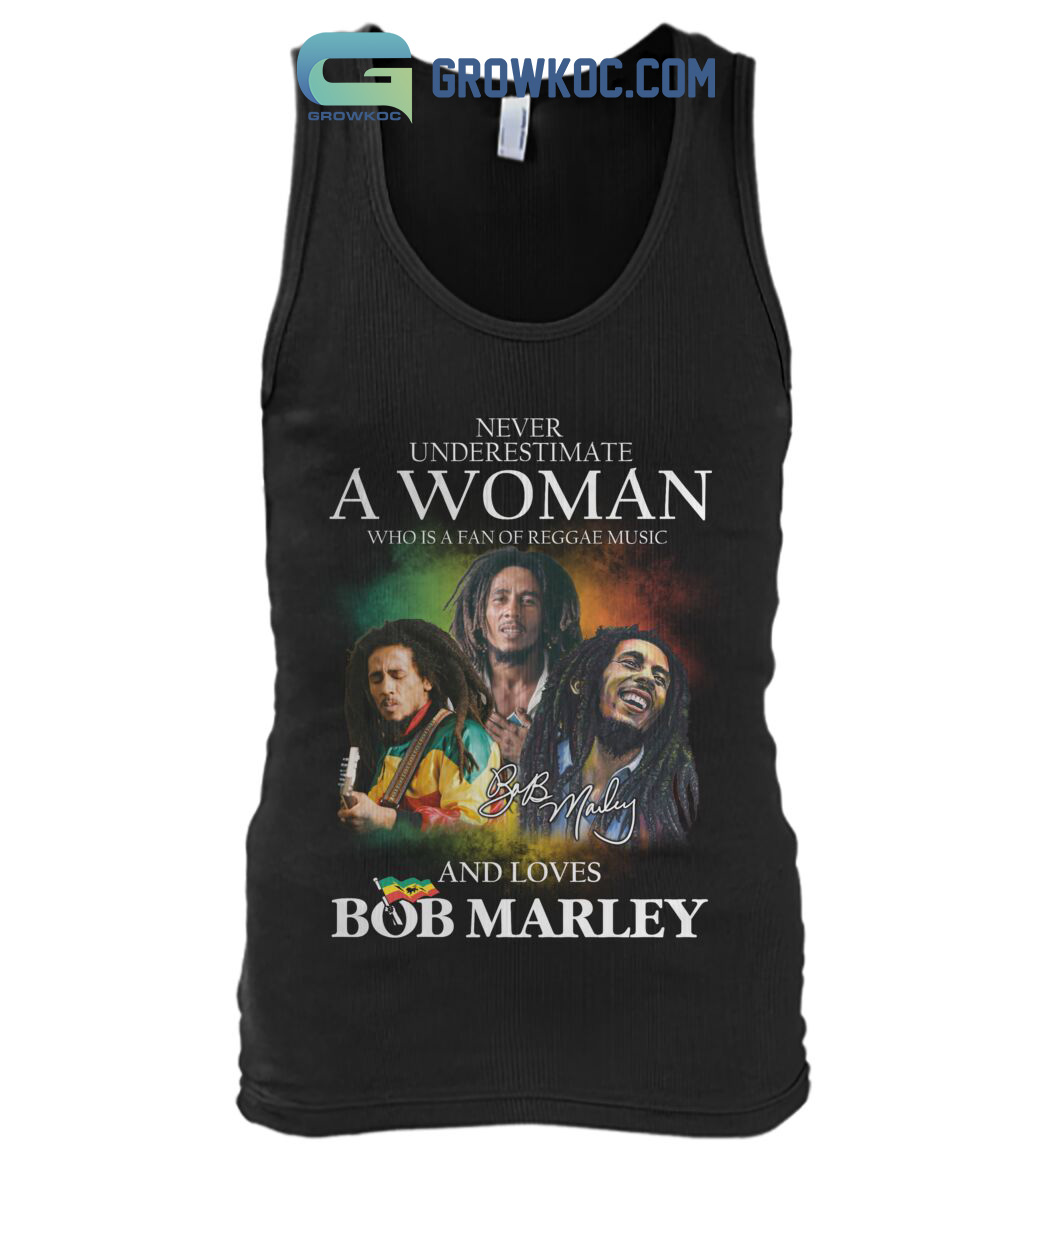 GROWKOC.COM
GROWKOC
NEVER
UNDERESTIMATE
A WOMAN
WHO IS A FAN OF REGGAE MUSIC
Bob Marley
AND LOVES
BOB MARLEY